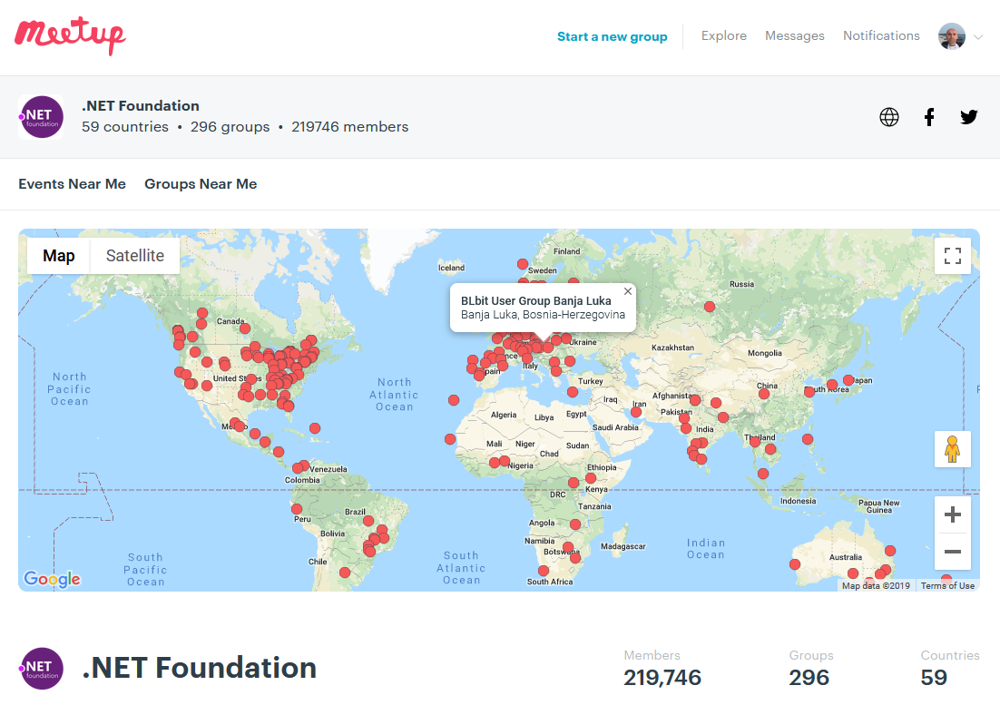 Meetup
Start a new group
Explore
Messages
Notifications
.NET
foundation
.NET Foundation
59 countries • 296 groups • 219746 members
Events Near Me
Groups Near Me
Map
Satellite
Iceland
Finland
Sweden
Russia
BLbit User Group Banja Luka
Banja Luka, Bosnia-Herzegovina
Canada
Ukraine
Kazakhstan
Mongolia
North
Pacific
Ocean
United States
North
Atlantic
Ocean
Italy
Turkey
China
South Korea
Japan
Iraq
Iran
Afghanistan
Pakistan
Algeria
Libya
Egypt
Saudi Arabia
India
Mexico
Mali
Niger
Chad
Sudan
Thailand
Nigeria
Ethiopia
Venezuela
Colombia
DRC
Kenya
Tanzania
Indonesia
Papua New
Guinea
Peru
Brazil
Bolivia
Angola
Namibia
Botswana
Madagascar
Indian
Ocean
Chile
South
Pacific
Ocean
South
Atlantic
Ocean
South Africa
Australia
Google
Map data ©2019
Terms of Use
.NET
foundation
.NET Foundation
Members
219,746
Groups
296
Countries
59